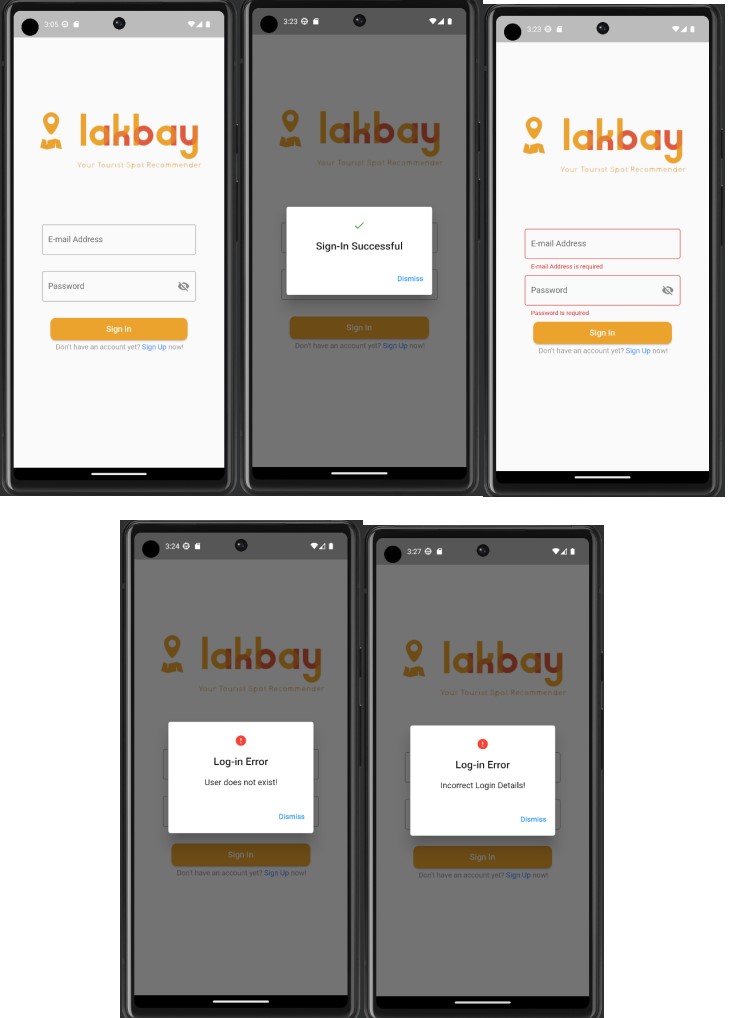 3:05
lakbay
Your Tourist Spot Recommender
E-mail Address
Password
Sign In
Don't have an account yet? Sign Up now!
3:23
lakbay
Your Tourist Spot Recommender
Sign-In Successful
Dismiss
Sign In
Don't have an account yet? Sign Up now!
3:23
lakbay
Your Tourist Spot Recommender
E-mail Address
E-mail Address is required
Password
Password is required
Sign In
Don't have an account yet? Sign Up now!
3:24
lakbay
Your Tourist Spot Recommender
Log-in Error
User does not exist!
Dismiss
Sign In
Don't have an account yet? Sign Up now!
3:27
lakbay
Your Tourist Spot Recommender
Log-in Error
Incorrect Login Details!
Dismiss
Sign In
Don't have an account yet? Sign Up now!